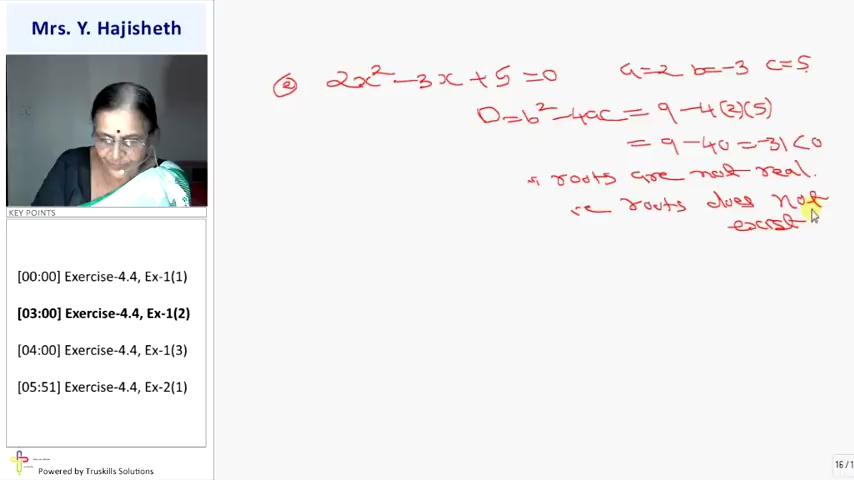 Mrs. Y. Hajisheth
② 2x² - 3x + 5 = 0 a=2 b=-3 c=5.
D = b² - 4ac = 9 - 4(2)(5)
= 9 - 40 = -31 < 0
∴ roots are not real.
ie roots does not
exist
KEY POINTS
[00:00] Exercise-4.4, Ex-1(1)
[03:00] Exercise-4.4, Ex-1(2)
[04:00] Exercise-4.4, Ex-1(3)
[05:51] Exercise-4.4, Ex-2(1)
Powered by Truskills Solutions
16 / 1